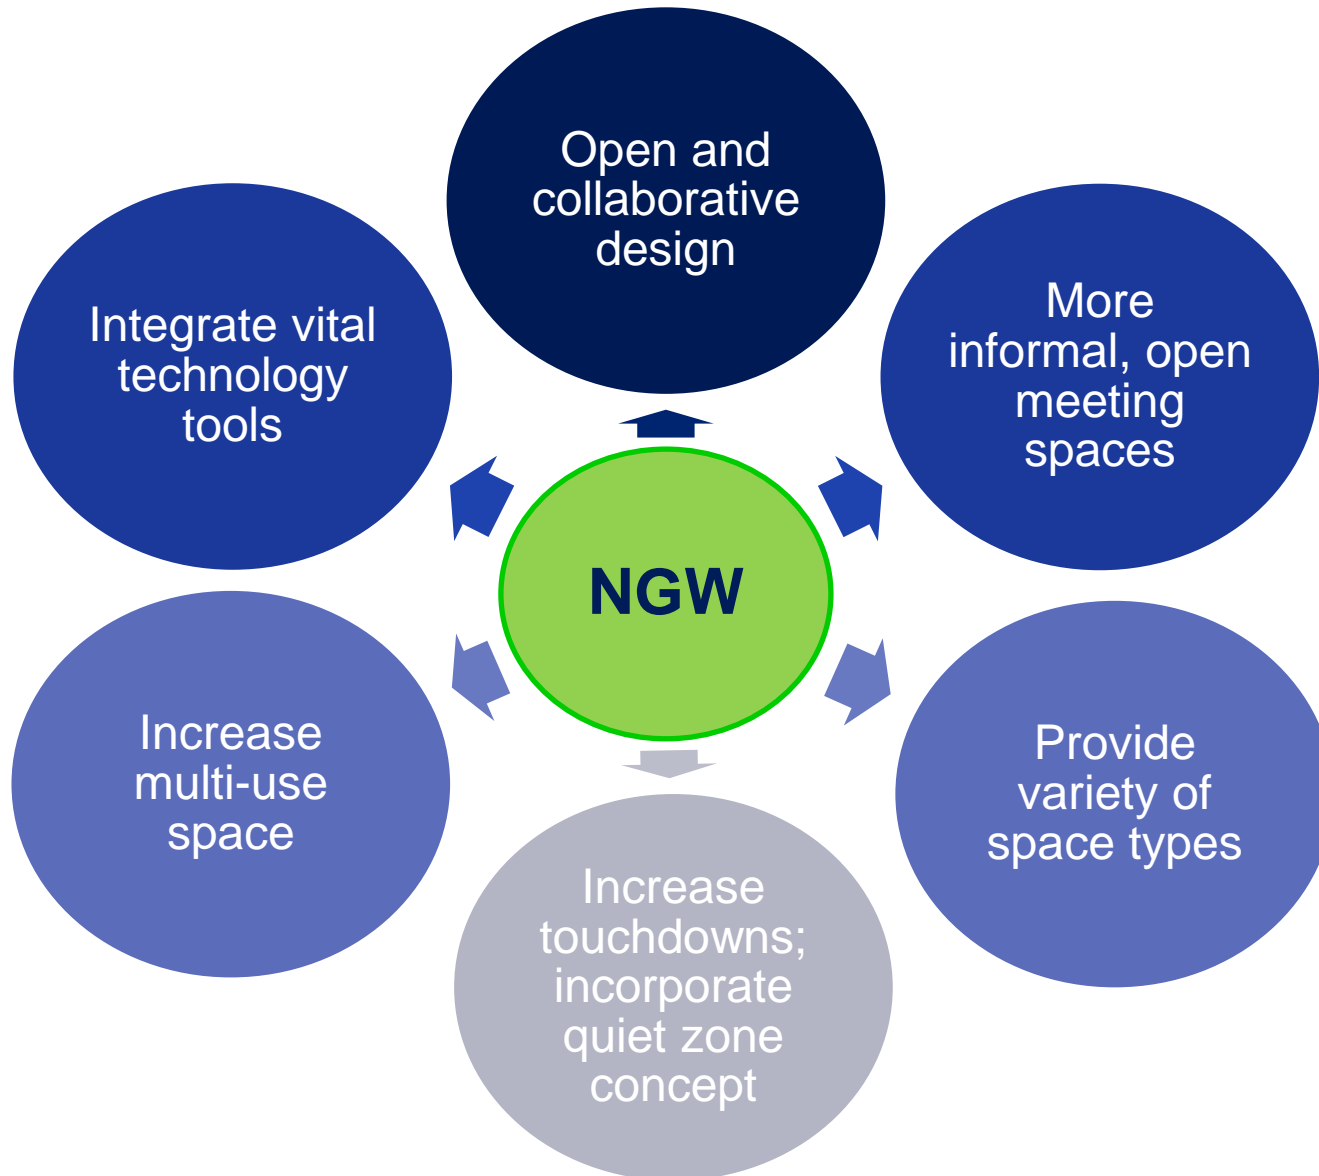 Open and
collaborative
design
More
informal, open
meeting
spaces
Provide
variety of
space types
Increase
touchdowns;
incorporate
quiet zone
concept
Increase
multi-use
space
Integrate vital
technology
tools
NGW